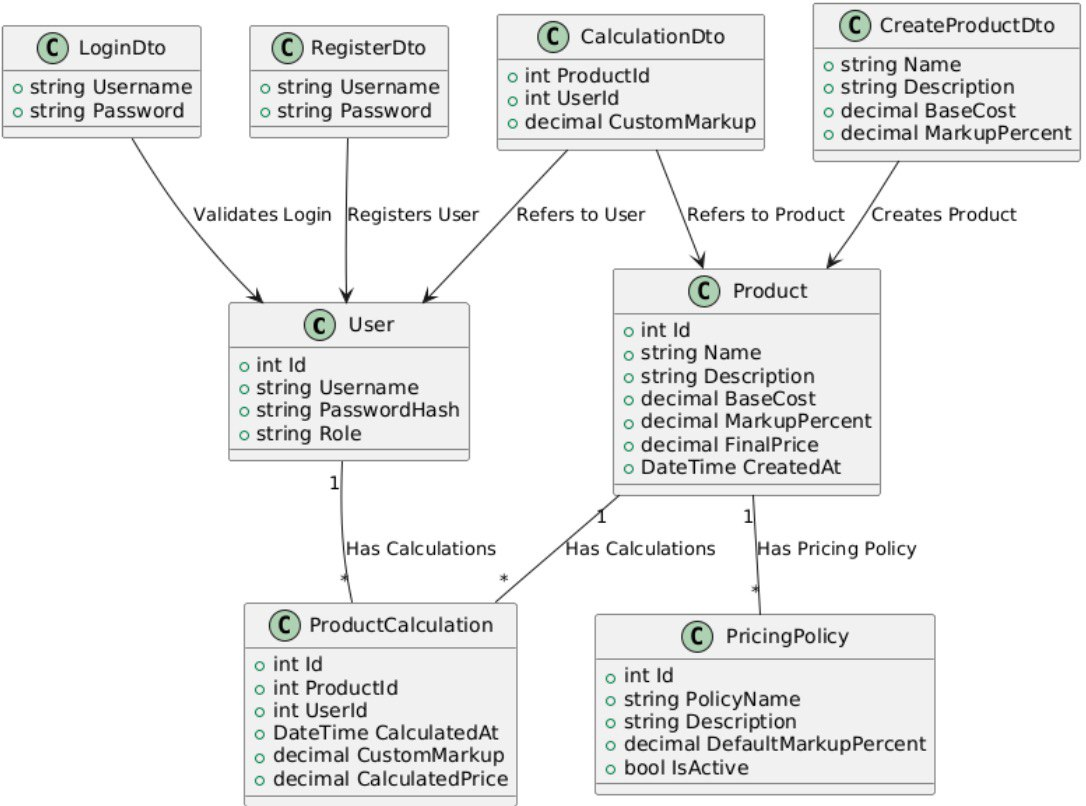 C LoginDto
string Username
string Password
C RegisterDto
string Username
string Password
C CalculationDto
int ProductId
int UserId
decimal CustomMarkup
C CreateProductDto
string Name
string Description
decimal BaseCost
decimal MarkupPercent
Validates Login
Registers User
Refers to User
Refers to Product
Creates Product
C User
int Id
string Username
string PasswordHash
string Role
C Product
int Id
string Name
string Description
decimal BaseCost
decimal MarkupPercent
decimal FinalPrice
DateTime CreatedAt
1
Has Calculations
*
1
Has Calculations
*
1
Has Pricing Policy
*
C ProductCalculation
int Id
int ProductId
int UserId
DateTime CalculatedAt
decimal CustomMarkup
decimal CalculatedPrice
C PricingPolicy
int Id
string PolicyName
string Description
decimal DefaultMarkupPercent
bool IsActive